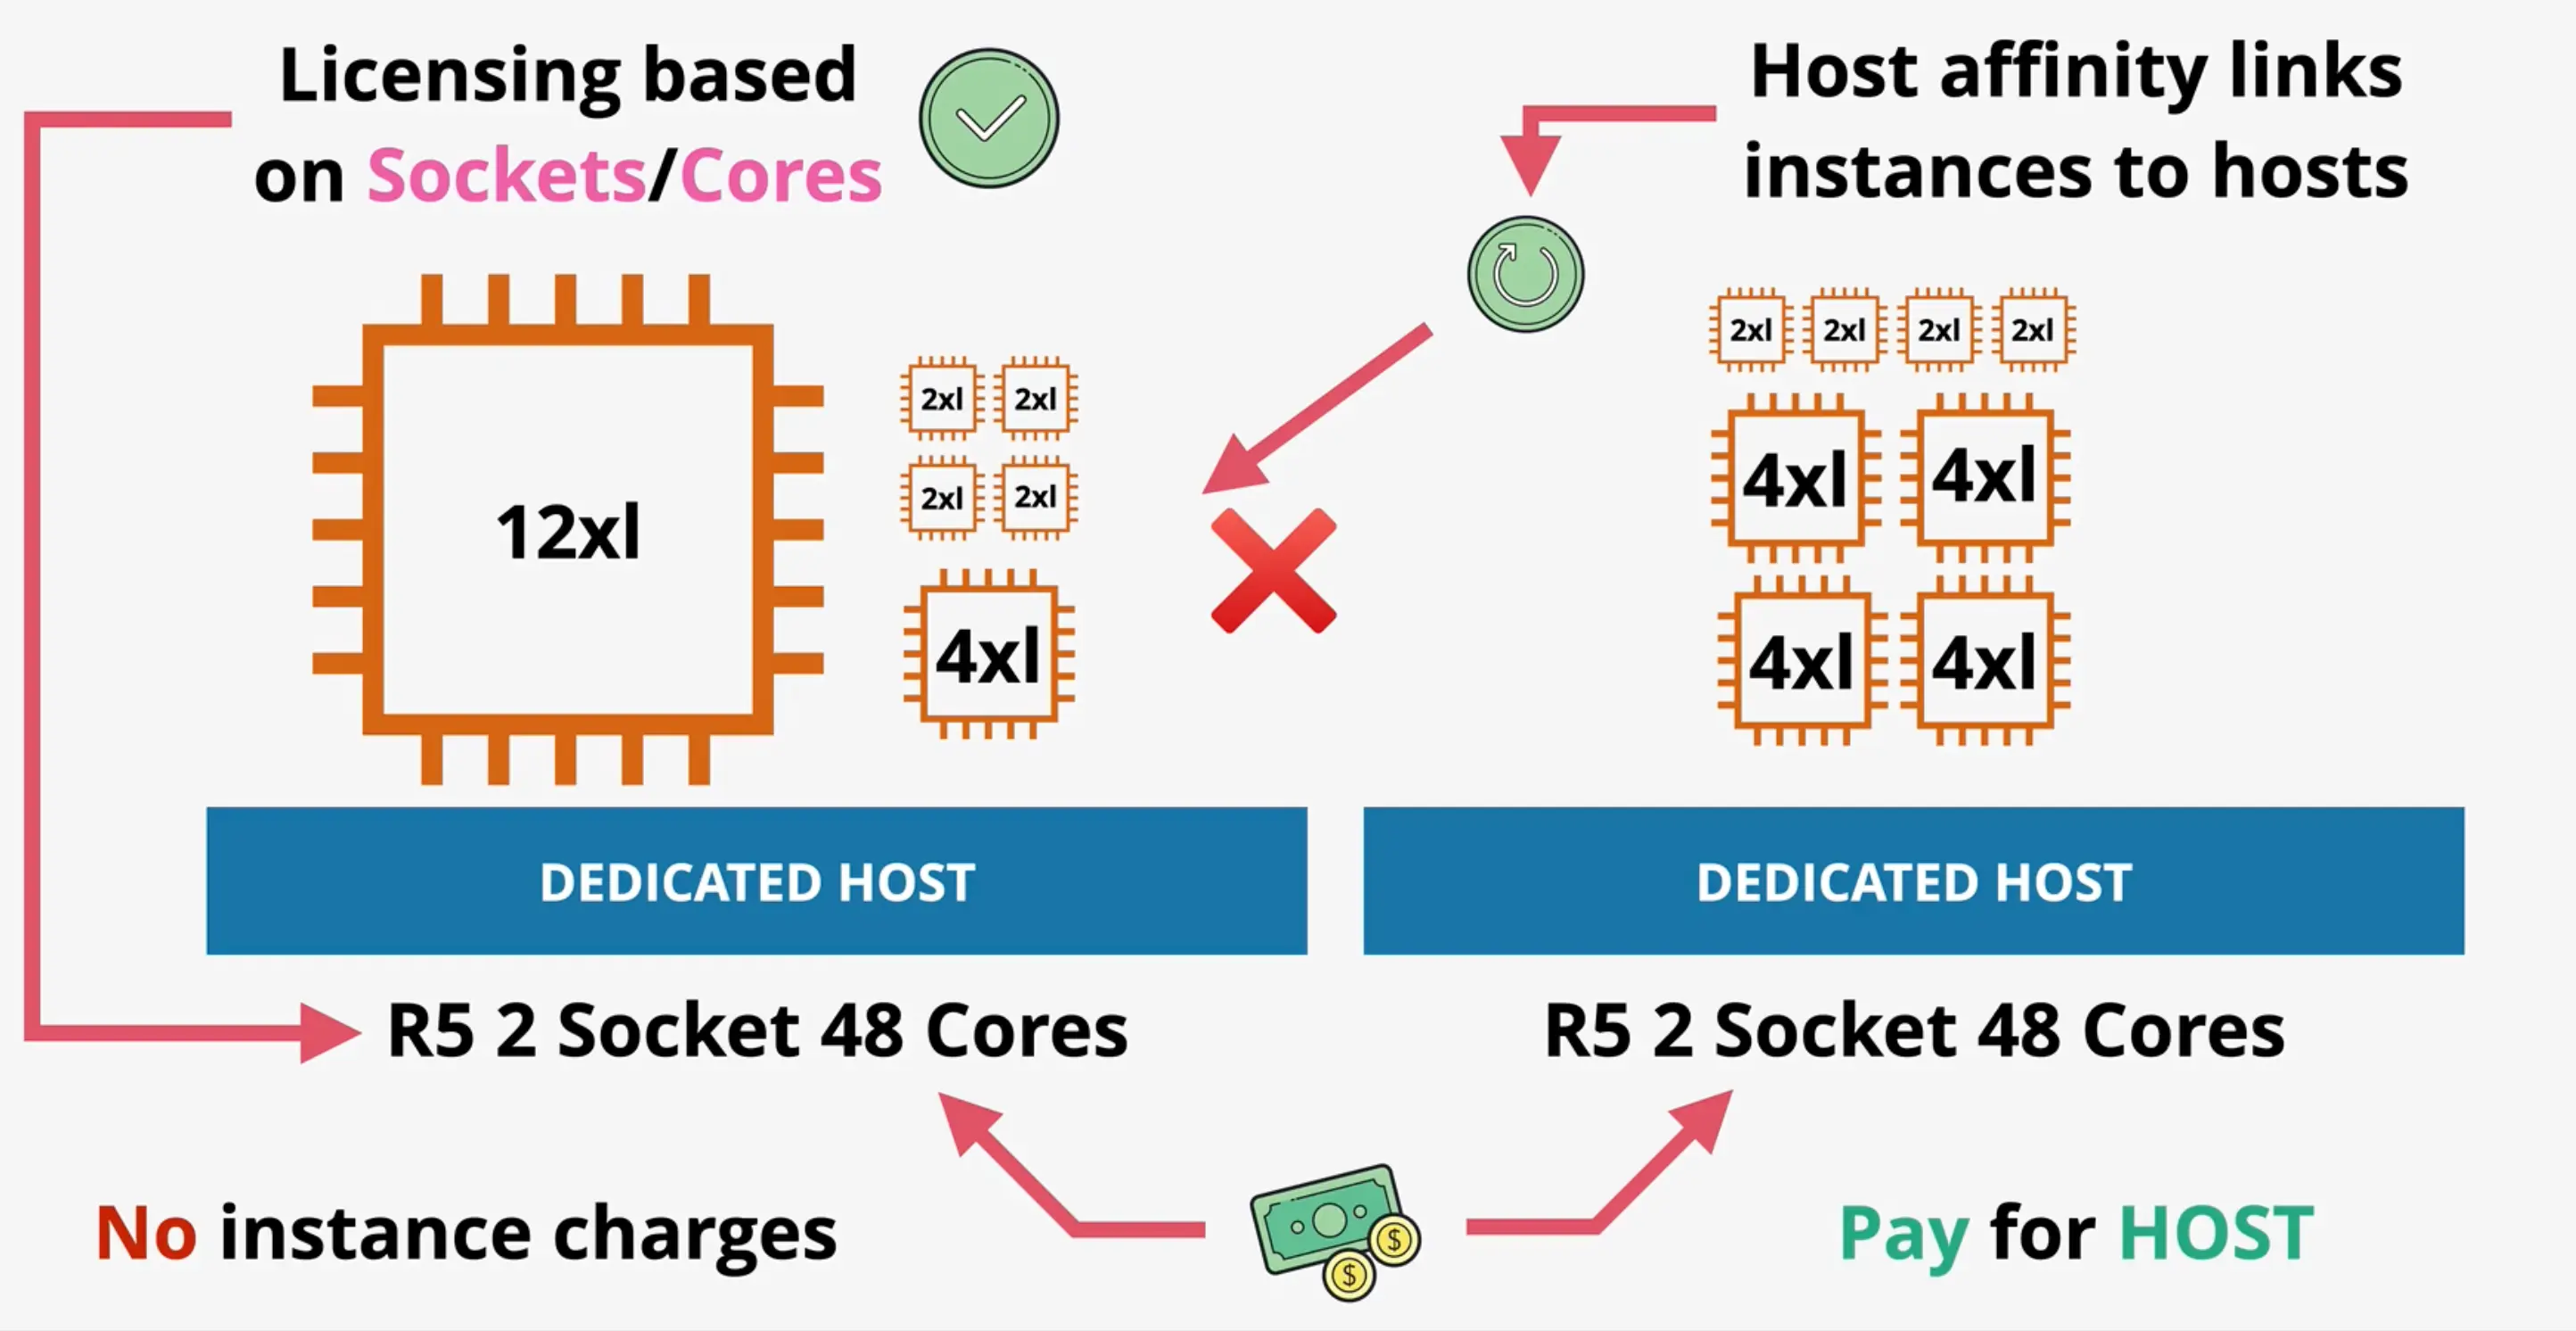 Licensing based
on Sockets/Cores
Host affinity links
instances to hosts
12xl
2xl 2xl
2xl 2xl
4xl
2xl 2xl 2xl 2xl
4xl 4xl
4xl 4xl
DEDICATED HOST
DEDICATED HOST
R5 2 Socket 48 Cores
R5 2 Socket 48 Cores
No instance charges
$
$
Pay for HOST